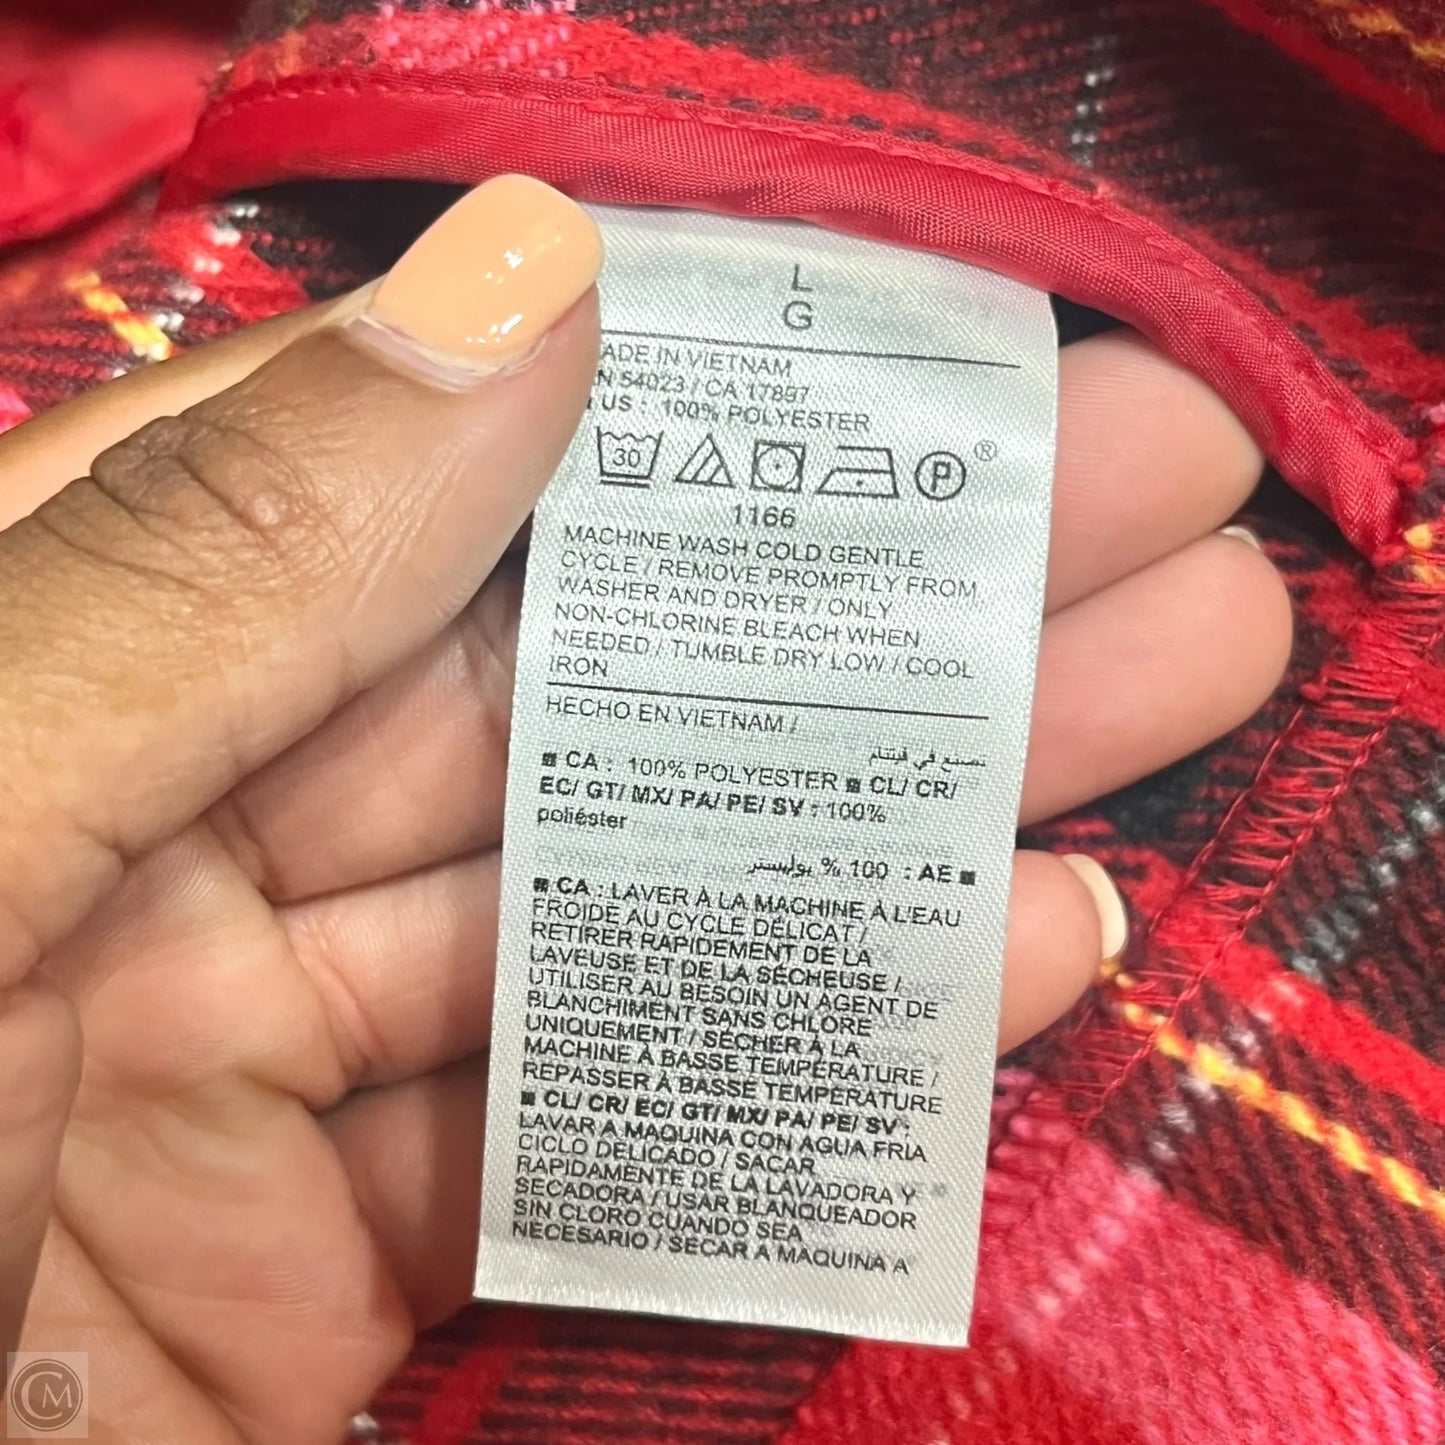 L
G
ADE IN VIETNAM
N 54023 / CA 17897
US : 100% POLYESTER
30 P ®
1166
MACHINE WASH COLD GENTLE
CYCLE / REMOVE PROMPTLY FROM
WASHER AND DRYER / ONLY
NON-CHLORINE BLEACH WHEN
NEEDED / TUMBLE DRY LOW / COOL
IRON
HECHO EN VIETNAM /
تصنيع في فيتنام
■ CA : 100% POLYESTER ■ CL/ CR/
EC/ GT/ MX/ PA/ PE/ SV : 100%
poliéster
■ AE : 100 % بوليستر
■ CA : LAVER À LA MACHINE À L'EAU
FROIDE AU CYCLE DÉLICAT /
RETIRER RAPIDEMENT DE LA
LAVEUSE ET DE LA SÉCHEUSE /
UTILISER AU BESOIN UN AGENT DE
BLANCHIMENT SANS CHLORE
UNIQUEMENT / SÉCHER À LA
MACHINE À BASSE TEMPÉRATURE /
REPASSER À BASSE TEMPÉRATURE
■ CL/ CR/ EC/ GT/ MX/ PA/ PE/ SV :
LAVAR A MAQUINA CON AGUA FRIA
CICLO DELICADO / SACAR
RAPIDAMENTE DE LA LAVADORA Y
SECADORA / USAR BLANQUEADOR
SIN CLORO CUANDO SEA
NECESARIO / SECAR A MAQUINA A
CM